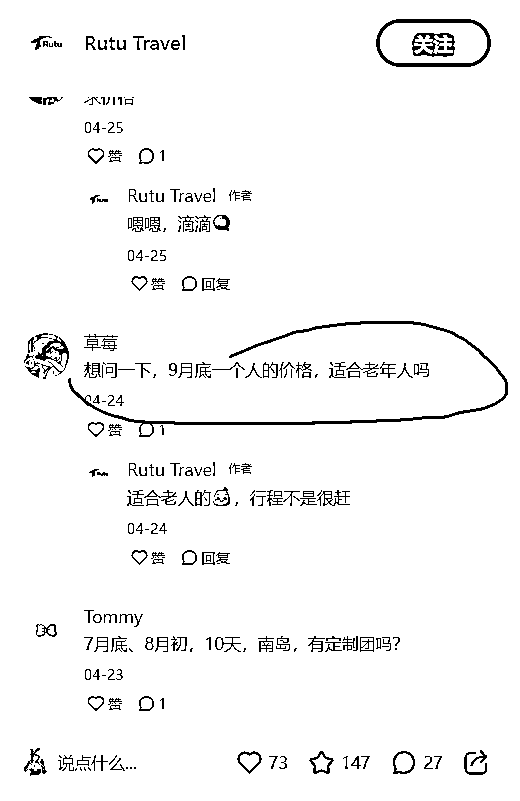 Rutu Travel
关注
求价格
04-25
赞 1
Rutu Travel 作者
嗯嗯，滴滴
04-25
赞 回复
草莓
想问一下，9月底一个人的价格，适合老年人吗
04-24
赞 1
Rutu Travel 作者
适合老人的，行程不是很赶
04-24
赞 回复
Tommy
7月底、8月初，10天，南岛，有定制团吗？
04-23
赞 1
说点什么... 73 147 27